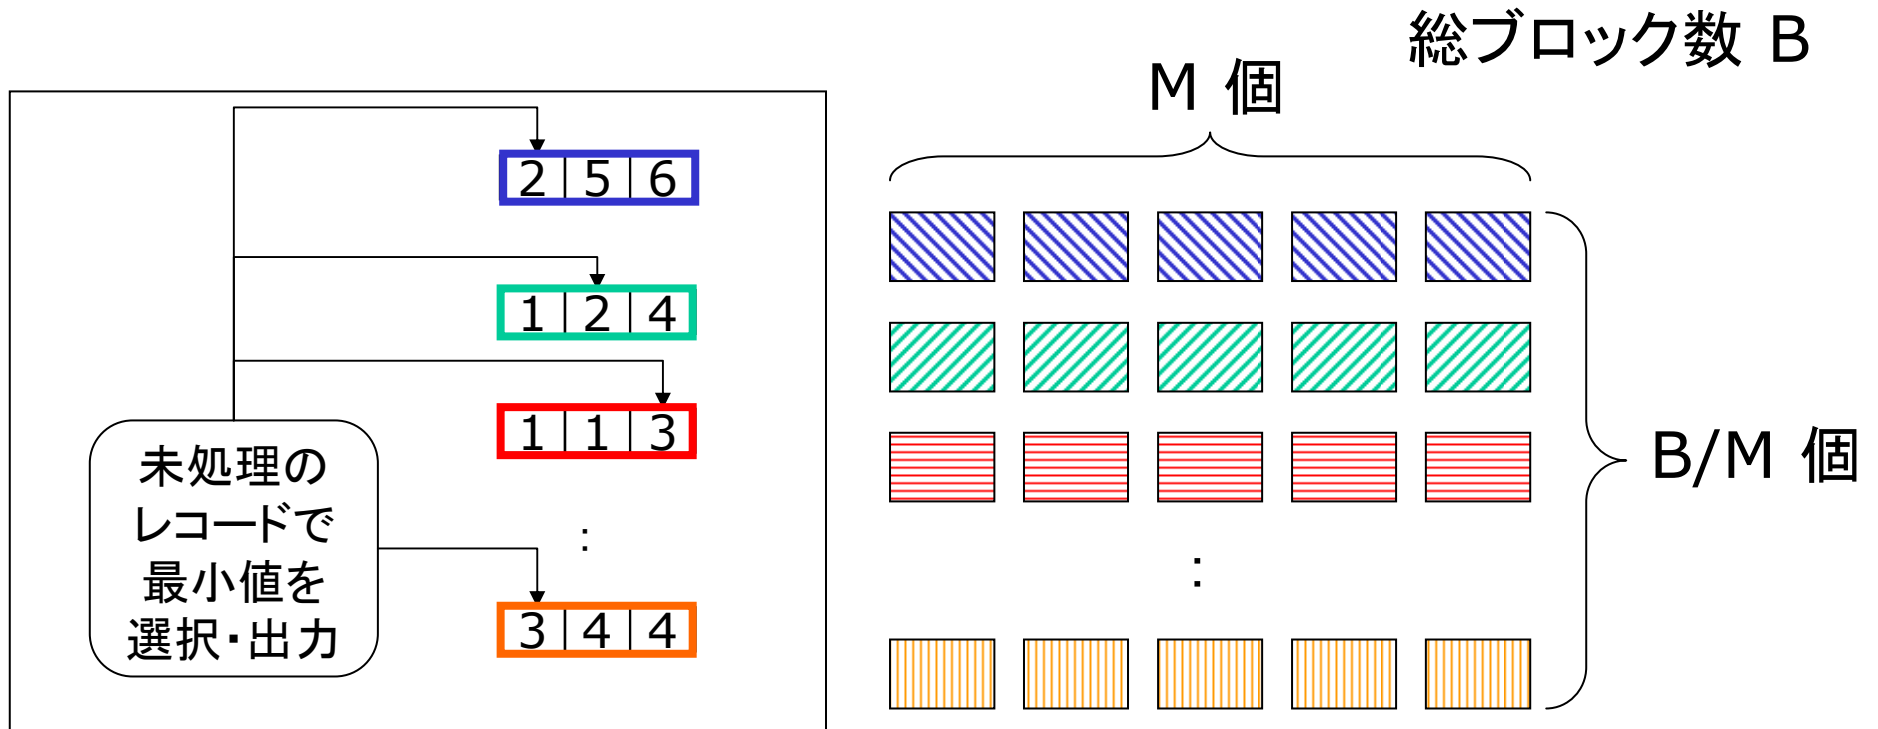 総ブロック数 B
M 個
2 5 6
1 2 4
1 1 3
:
3 4 4
未処理の
レコードで
最小値を
選択・出力
:
B/M 個